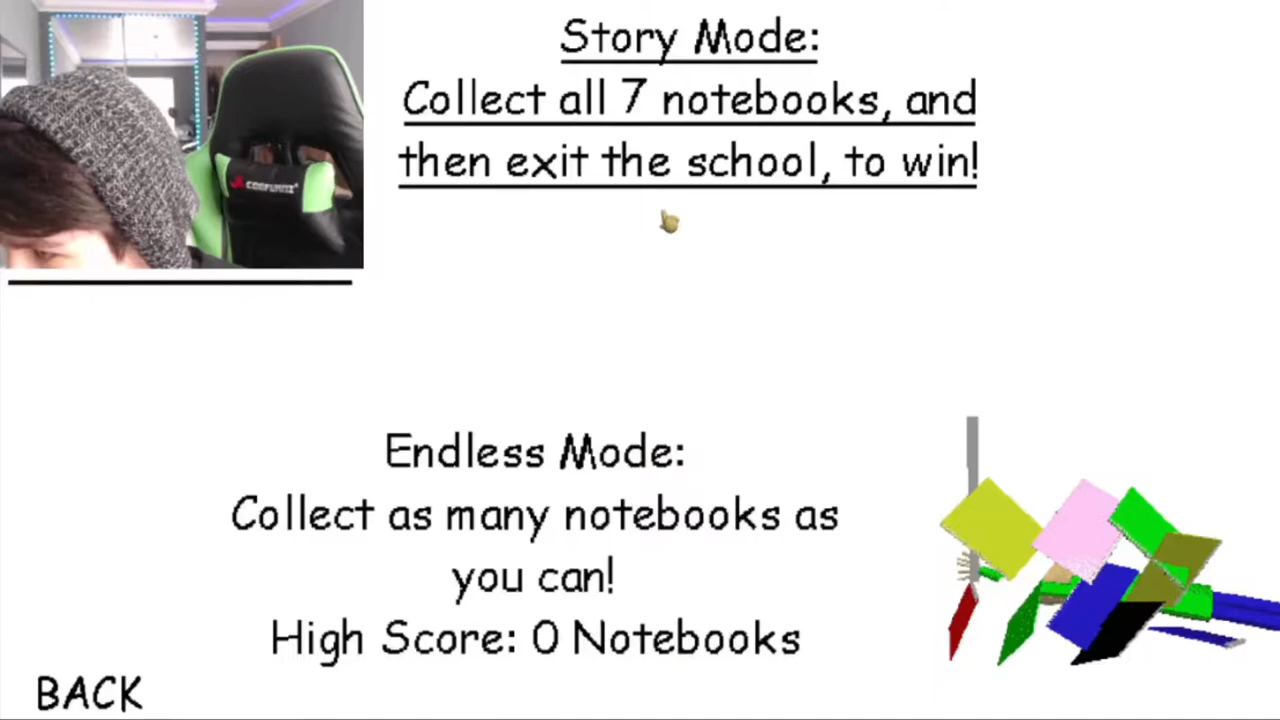 Story Mode:
Collect all 7 notebooks, and
then exit the school, to win!
Endless Mode:
Collect as many notebooks as
you can!
High Score: 0 Notebooks
BACK